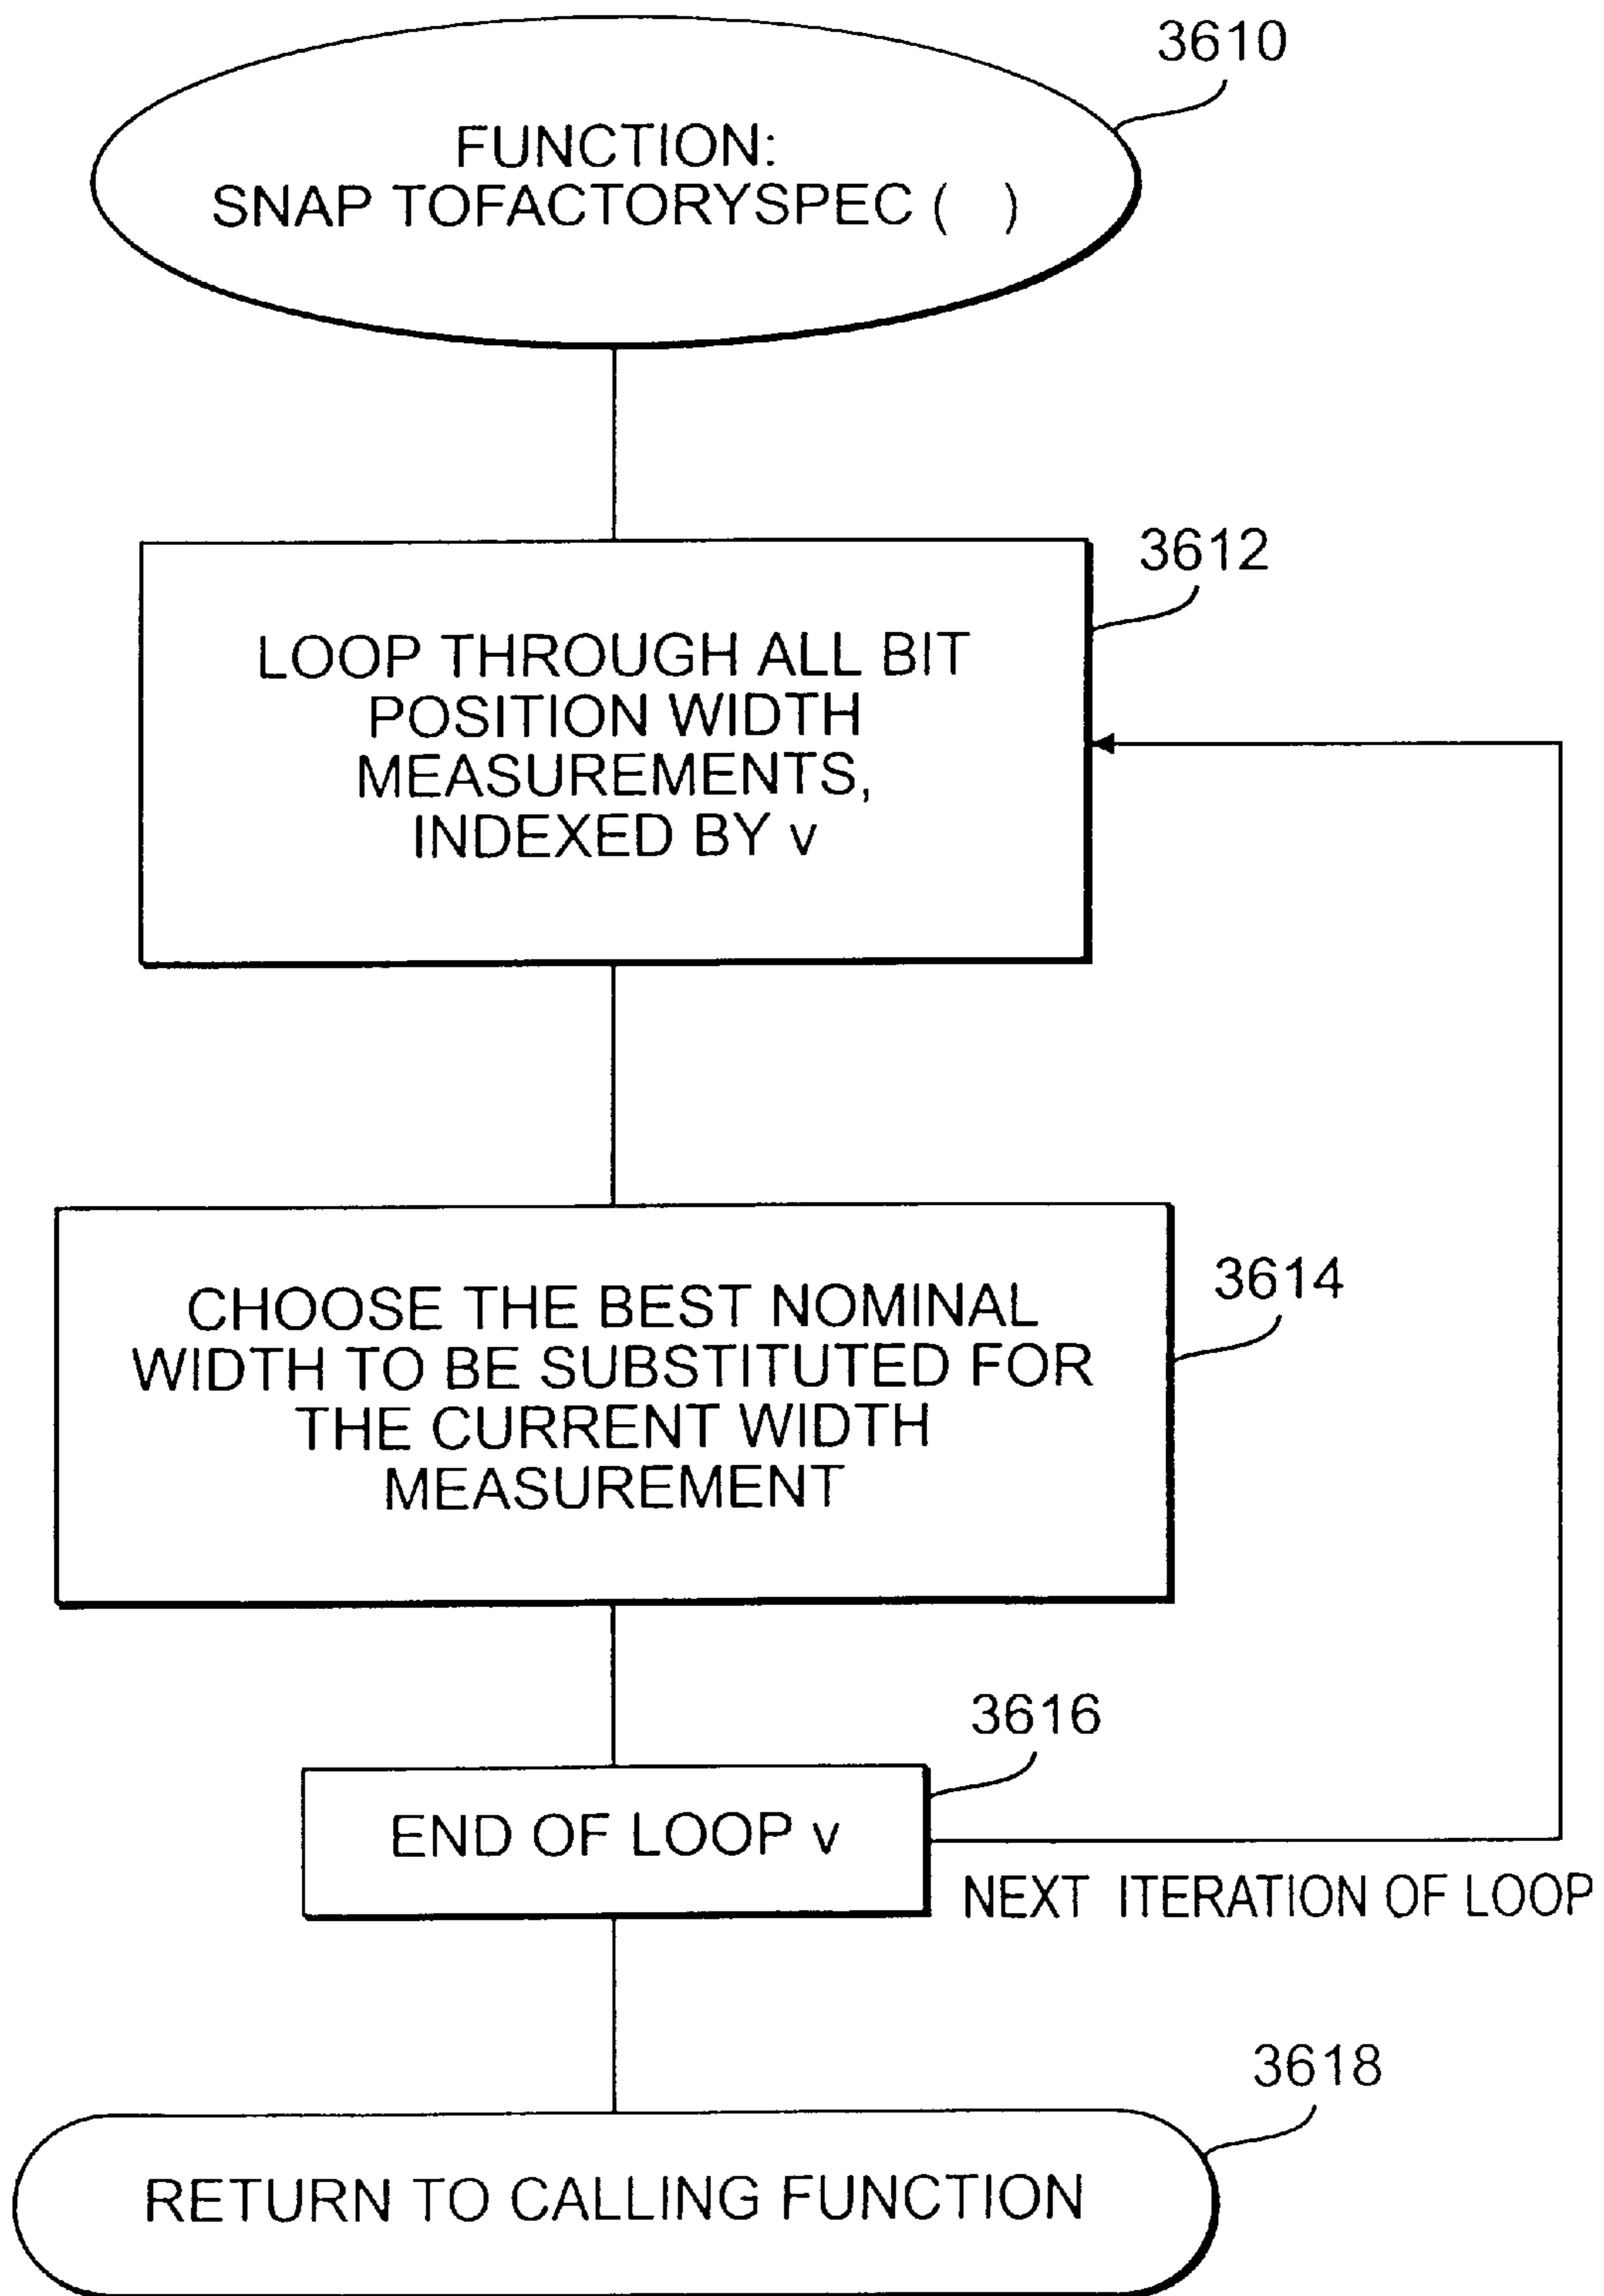 3610
FUNCTION:
SNAP TOFACTORYSPEC ( )
3612
LOOP THROUGH ALL BIT
POSITION WIDTH
MEASUREMENTS,
INDEXED BY v
3614
CHOOSE THE BEST NOMINAL
WIDTH TO BE SUBSTITUTED FOR
THE CURRENT WIDTH
MEASUREMENT
3616
END OF LOOP v
NEXT ITERATION OF LOOP
3618
RETURN TO CALLING FUNCTION